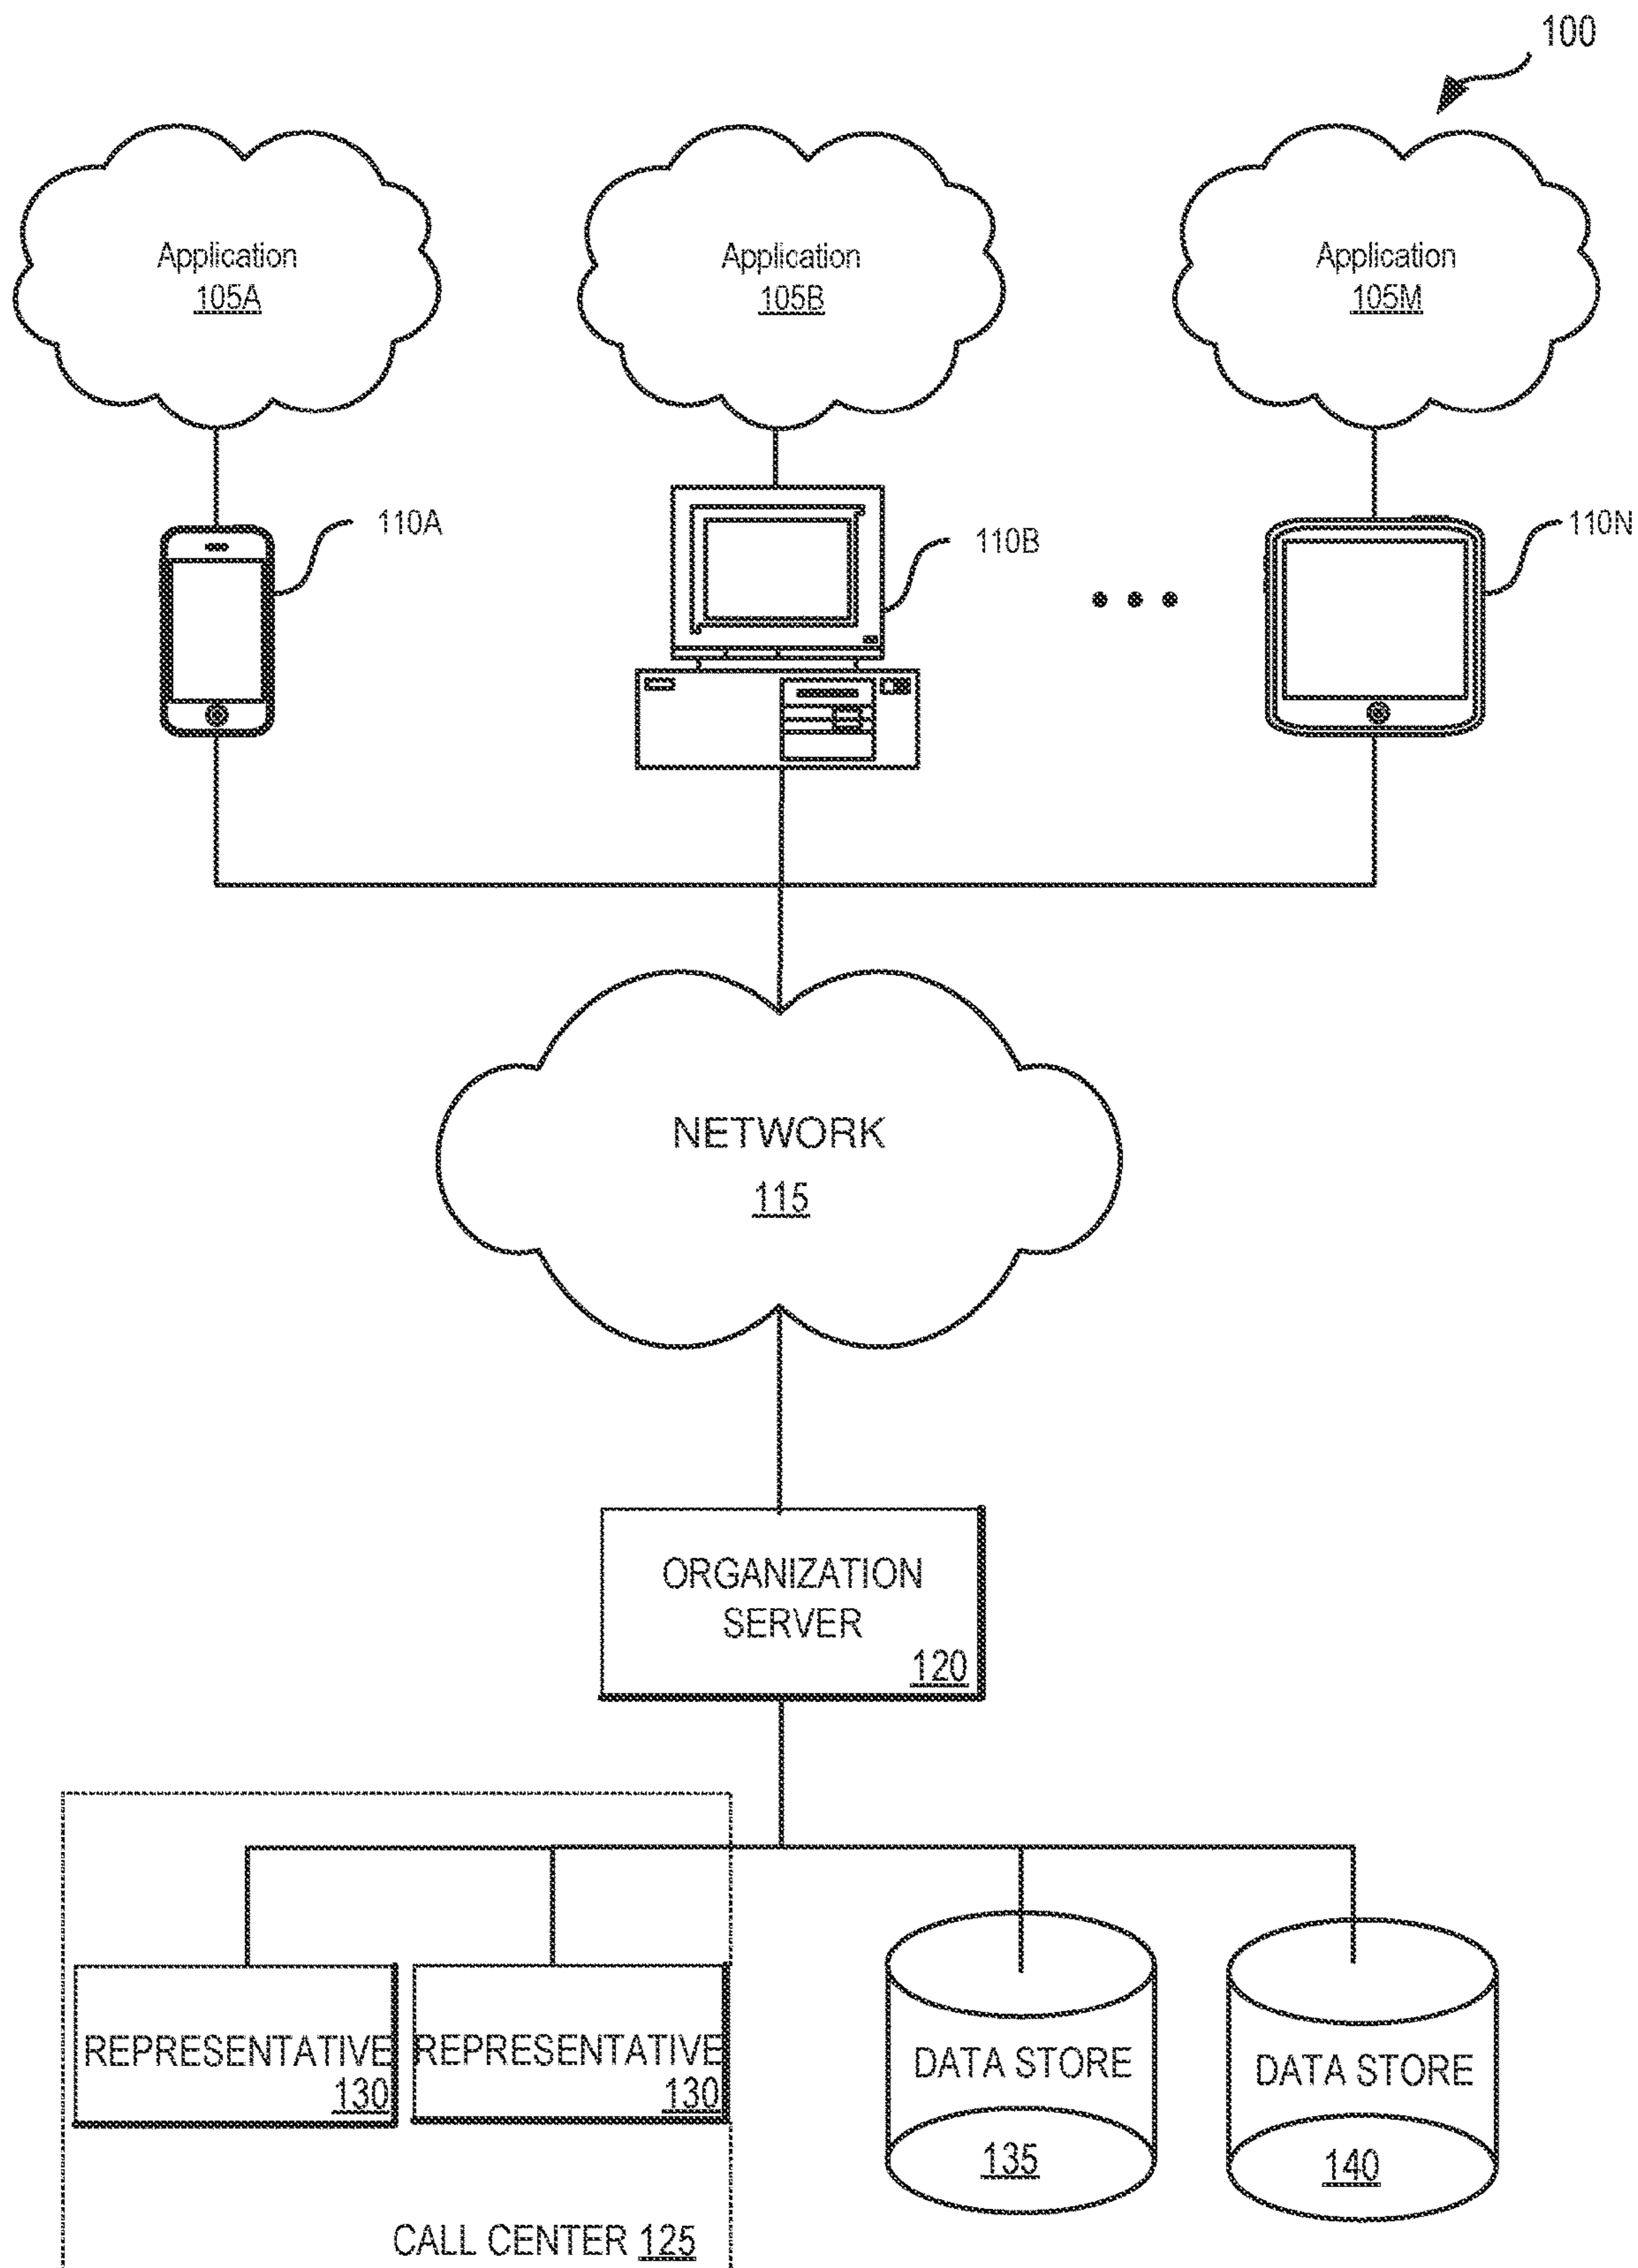 100
Application
105A
Application
105B
Application
105M
110A
110B
110N
NETWORK
115
ORGANIZATION
SERVER
120
REPRESENTATIVE
130
REPRESENTATIVE
130
DATA STORE
135
DATA STORE
140
CALL CENTER 125